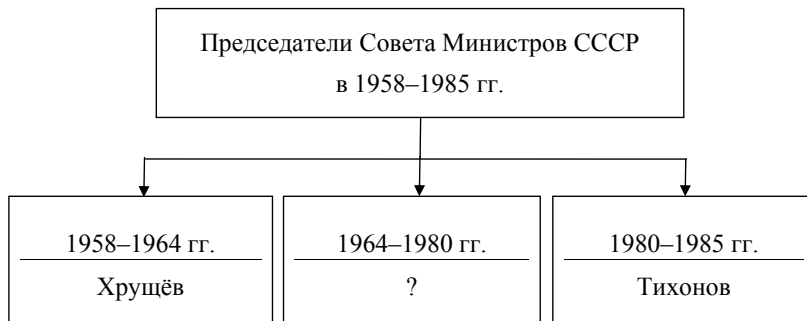 Председатели Совета Министров СССР
в 1958–1985 гг.
1958–1964 гг.
Хрущёв
1964–1980 гг.
?
1980–1985 гг.
Тихонов